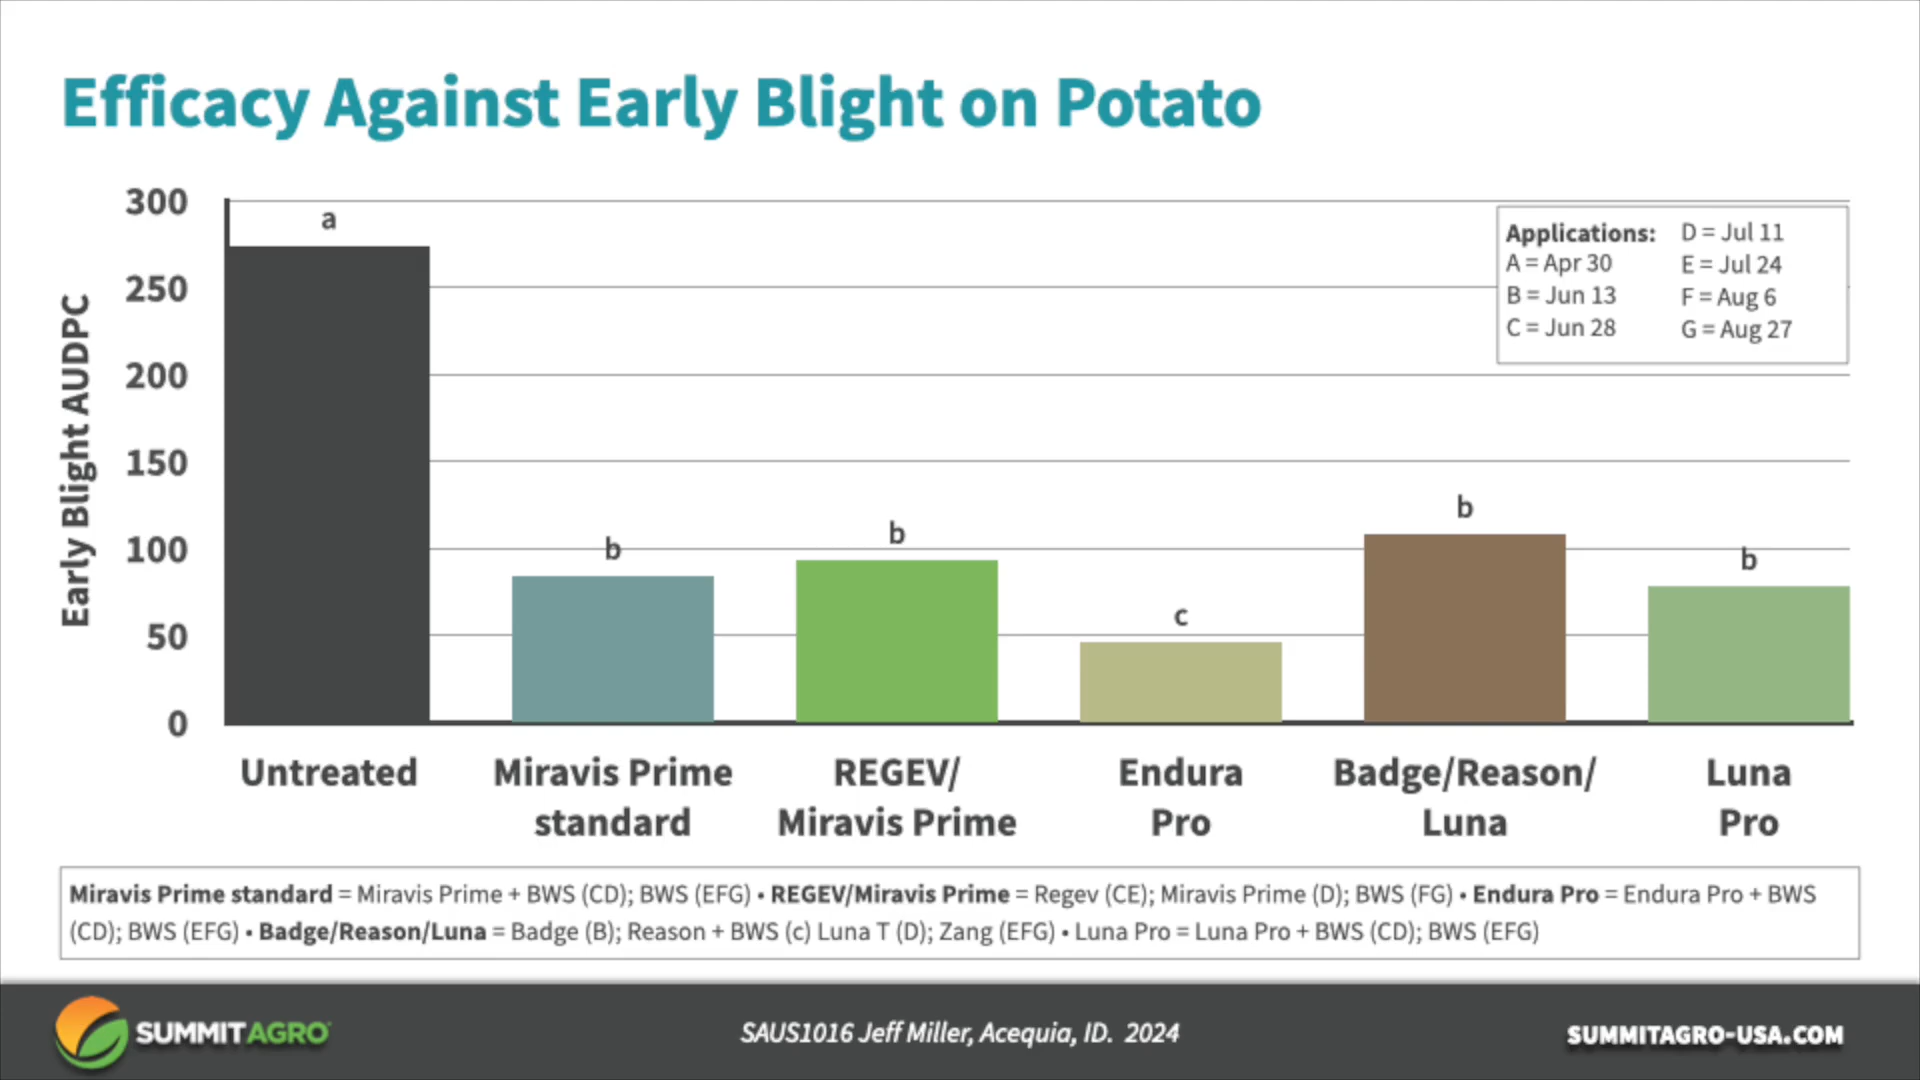 Efficacy Against Early Blight on Potato
Early Blight AUDPC
300
250
200
150
100
50
0
a
b
b
c
b
b
Applications:
A = Apr 30
B = Jun 13
C = Jun 28
D = Jul 11
E = Jul 24
F = Aug 6
G = Aug 27
Untreated
Miravis Prime
standard
REGEV/
Miravis Prime
Endura
Pro
Badge/Reason/
Luna
Luna
Pro
Miravis Prime standard = Miravis Prime + BWS (CD); BWS (EFG) • REGEV/Miravis Prime = Regev (CE); Miravis Prime (D); BWS (FG) • Endura Pro = Endura Pro + BWS
(CD); BWS (EFG) • Badge/Reason/Luna = Badge (B); Reason + BWS (c) Luna T (D); Zang (EFG) • Luna Pro = Luna Pro + BWS (CD); BWS (EFG)
SUMMITAGRO
SAUS1016 Jeff Miller, Acequia, ID. 2024
SUMMITAGRO-USA.COM